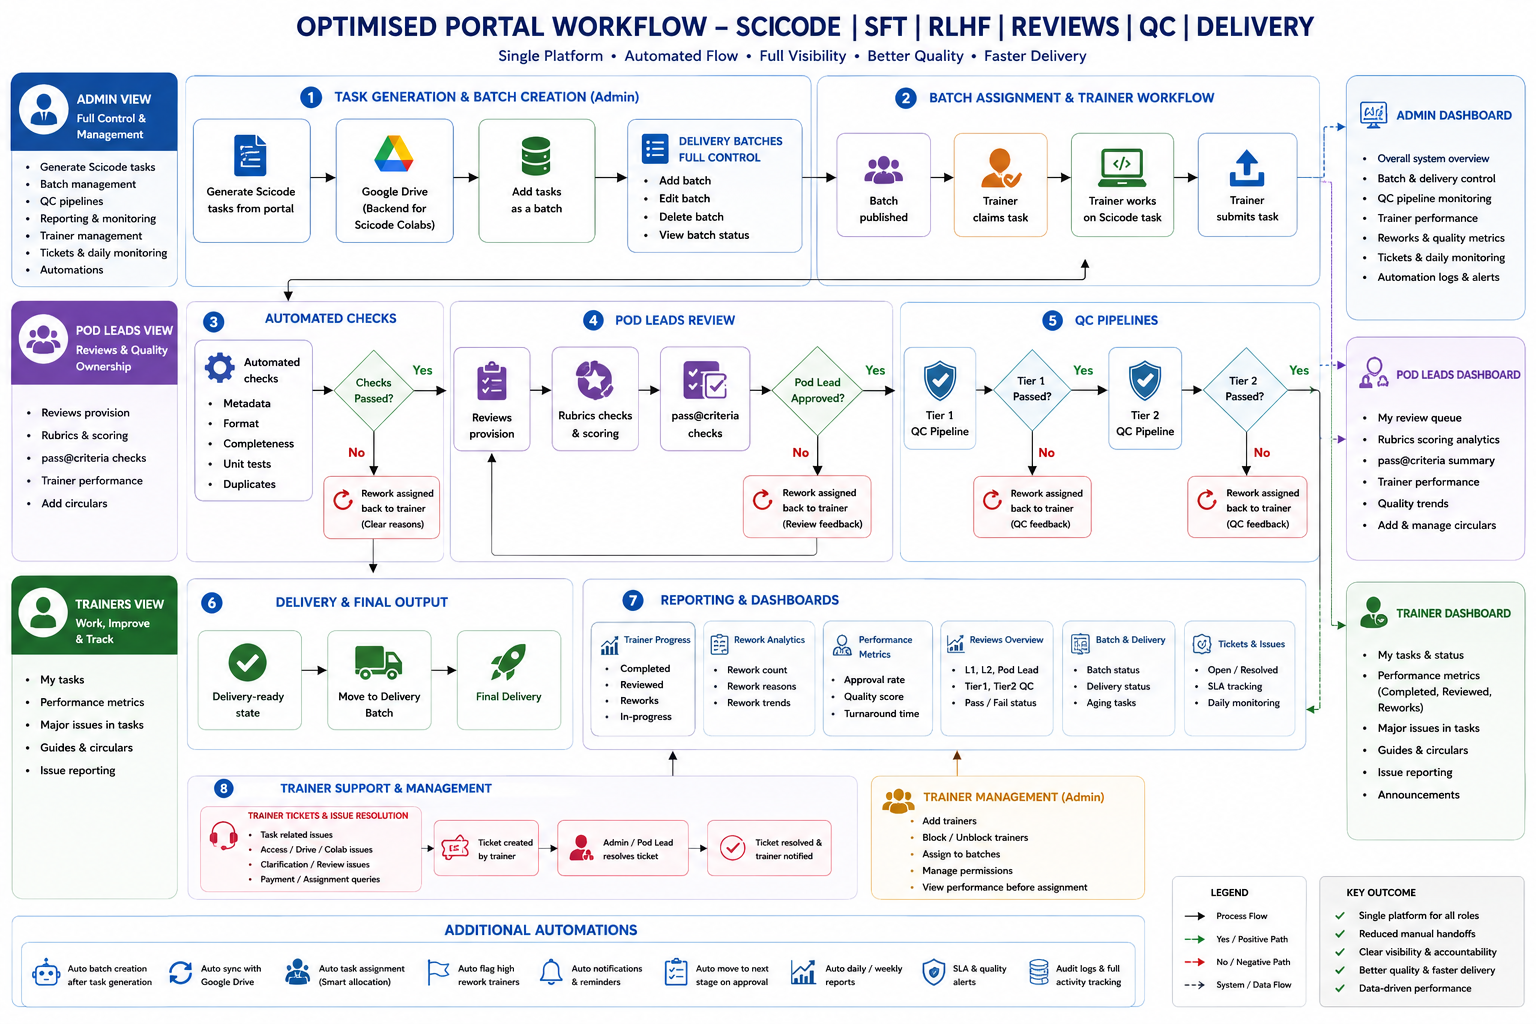 OPTIMISED PORTAL WORKFLOW – SCICODE | SFT | RLHF | REVIEWS | QC | DELIVERY
Single Platform • Automated Flow • Full Visibility • Better Quality • Faster Delivery
ADMIN VIEW
Full Control &
Management
• Generate Scicode tasks
• Batch management
• QC pipelines
• Reporting & monitoring
• Trainer management
• Tickets & daily monitoring
• Automations
1 TASK GENERATION & BATCH CREATION (Admin)
Generate Scicode
tasks from portal
Google Drive
(Backend for
Scicode Colabs)
Add tasks
as a batch
DELIVERY BATCHES
FULL CONTROL
• Add batch
• Edit batch
• Delete batch
• View batch status
2 BATCH ASSIGNMENT & TRAINER WORKFLOW
Batch
published
Trainer
claims task
Trainer works
on Scicode task
Trainer
submits task
ADMIN DASHBOARD
• Overall system overview
• Batch & delivery control
• QC pipeline monitoring
• Trainer performance
• Reworks & quality metrics
• Tickets & daily monitoring
• Automation logs & alerts
POD LEADS VIEW
Reviews & Quality
Ownership
• Reviews provision
• Rubrics & scoring
• pass@criteria checks
• Trainer performance
• Add circulars
3 AUTOMATED CHECKS
Automated
checks
• Metadata
• Format
• Completeness
• Unit tests
• Duplicates
Checks
Passed?
Yes
No
Rework assigned
back to trainer
(Clear reasons)
4 POD LEADS REVIEW
Reviews
provision
Rubrics checks
& scoring
pass@criteria
checks
Pod Lead
Approved?
Yes
No
Rework assigned
back to trainer
(Review feedback)
5 QC PIPELINES
Tier 1
QC Pipeline
Tier 1
Passed?
Yes
No
Rework assigned
back to trainer
(QC feedback)
Tier 2
QC Pipeline
Tier 2
Passed?
Yes
No
Rework assigned
back to trainer
(QC feedback)
POD LEADS DASHBOARD
• My review queue
• Rubrics scoring analytics
• pass@criteria summary
• Trainer performance
• Quality trends
• Add & manage circulars
TRAINERS VIEW
Work, Improve
& Track
• My tasks
• Performance metrics
• Major issues in tasks
• Guides & circulars
• Issue reporting
6 DELIVERY & FINAL OUTPUT
Delivery-ready
state
Move to Delivery
Batch
Final Delivery
7 REPORTING & DASHBOARDS
Trainer Progress
• Completed
• Reviewed
• Reworks
• In-progress
Rework Analytics
• Rework count
• Rework reasons
• Rework trends
Performance
Metrics
• Approval rate
• Quality score
• Turnaround time
Reviews Overview
• L1, L2, Pod Lead
• Tier1, Tier2 QC
• Pass / Fail status
Batch & Delivery
• Batch status
• Delivery status
• Aging tasks
Tickets & Issues
• Open / Resolved
• SLA tracking
• Daily monitoring
TRAINER DASHBOARD
• My tasks & status
• Performance metrics
(Completed, Reviewed,
Reworks)
• Major issues in tasks
• Guides & circulars
• Issue reporting
• Announcements
8 TRAINER SUPPORT & MANAGEMENT
TRAINER TICKETS & ISSUE RESOLUTION
• Task related issues
• Access / Drive / Colab issues
• Clarification / Review issues
• Payment / Assignment queries
Ticket created
by trainer
Admin / Pod Lead
resolves ticket
Ticket resolved &
trainer notified
TRAINER MANAGEMENT (Admin)
• Add trainers
• Block / Unblock trainers
• Assign to batches
• Manage permissions
• View performance before assignment
LEGEND
Process Flow
Yes / Positive Path
No / Negative Path
System / Data Flow
KEY OUTCOME
Single platform for all roles
Reduced manual handoffs
Clear visibility & accountability
Better quality & faster delivery
Data-driven performance
ADDITIONAL AUTOMATIONS
Auto batch creation
after task generation
Auto sync with
Google Drive
Auto task assignment
(Smart allocation)
Auto flag high
rework trainers
Auto notifications
& reminders
Auto move to next
stage on approval
Auto daily / weekly
reports
SLA & quality
alerts
Audit logs & full
activity tracking